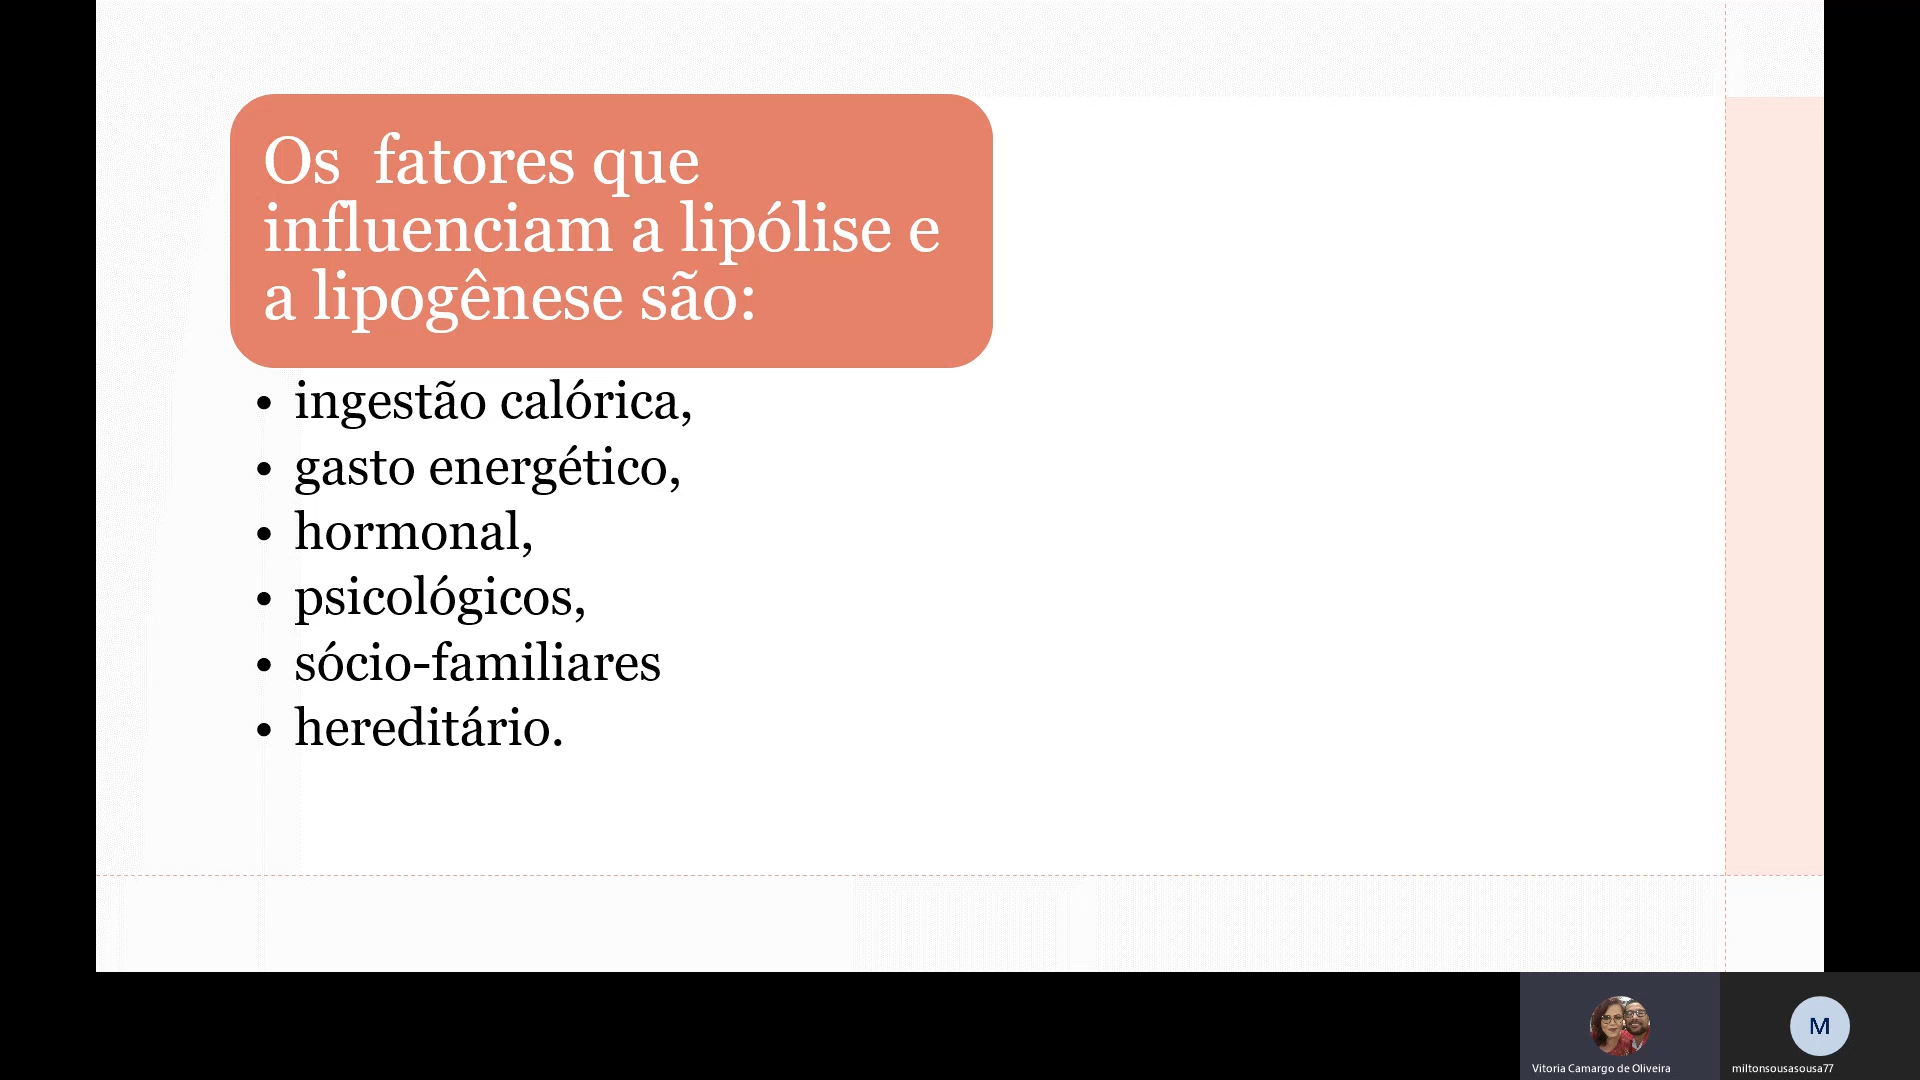 Os  fatores que
influenciam a lipólise e
a lipogênese são:
• ingestão calórica,
• gasto energético,
• hormonal,
• psicológicos,
• sócio-familiares
• hereditário.
M
Vitoria Camargo de Oliveira
miltonsousasousa77